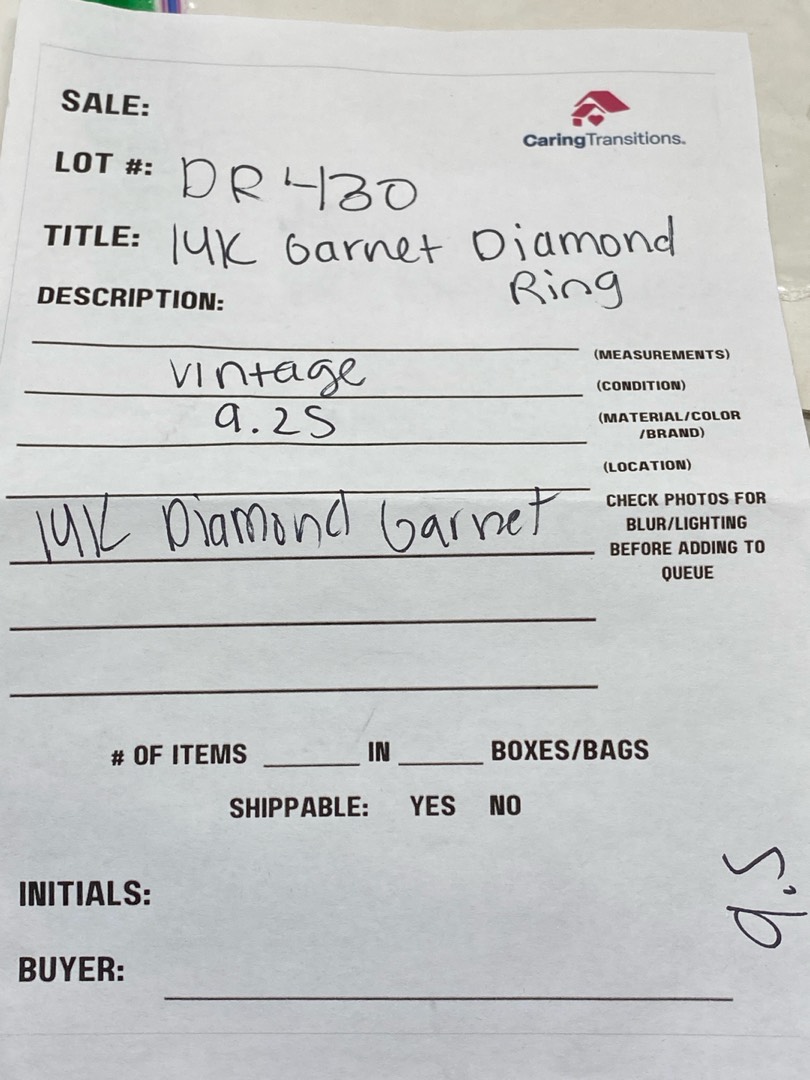 SALE:
CaringTransitions.
LOT #: DR430
TITLE: 14K Garnet Diamond
Ring
DESCRIPTION:
(MEASUREMENTS)
vintage
(CONDITION)
9.25
(MATERIAL/COLOR
/BRAND)
(LOCATION)
14K Diamond Garnet
CHECK PHOTOS FOR
BLUR/LIGHTING
BEFORE ADDING TO
QUEUE
# OF ITEMS IN BOXES/BAGS
SHIPPABLE: YES NO
9.5
INITIALS:
BUYER: